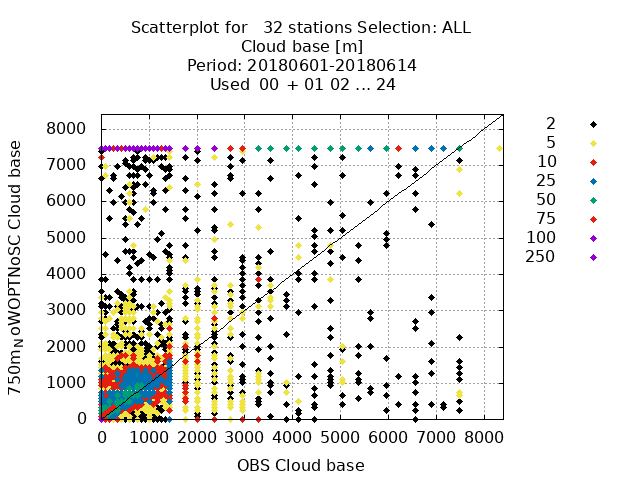 Scatterplot for   32 stations Selection: ALL
Cloud base [m]
Period: 20180601-20180614
Used  00 + 01 02 ... 24
750m_NoWOPTNoSC Cloud base
8000
7000
6000
5000
4000
3000
2000
1000
0
0 1000 2000 3000 4000 5000 6000 7000 8000
OBS Cloud base
2
5
10
25
50
75
100
250